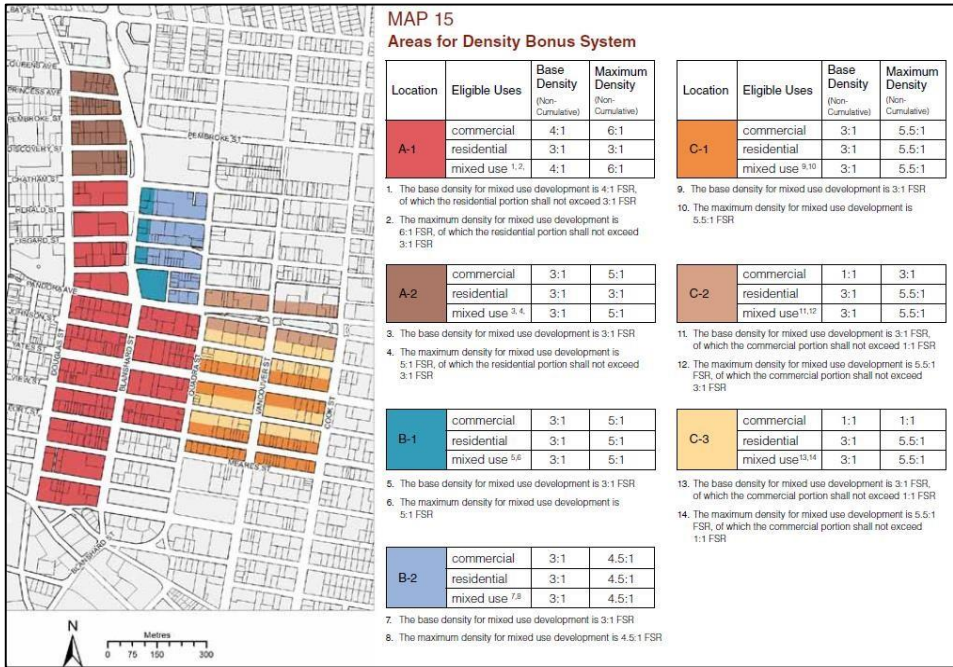 MAP 15
Areas for Density Bonus System
Location Eligible Uses Base Density (Non-Cumulative) Maximum Density (Non-Cumulative)
A-1
commercial 4:1 6:1
residential 3:1 3:1
mixed use 1,2, 4:1 6:1
1. The base density for mixed use development is 4:1 FSR,
of which the residential portion shall not exceed 3:1 FSR
2. The maximum density for mixed use development is
6:1 FSR, of which the residential portion shall not exceed
3:1 FSR
A-2
commercial 3:1 5:1
residential 3:1 3:1
mixed use 3, 4, 3:1 5:1
3. The base density for mixed use development is 3:1 FSR
4. The maximum density for mixed use development is
5:1 FSR, of which the residential portion shall not exceed
3:1 FSR
B-1
commercial 3:1 5:1
residential 3:1 5:1
mixed use 5,6 3:1 5:1
5. The base density for mixed use development is 3:1 FSR
6. The maximum density for mixed use development is
5:1 FSR
B-2
commercial 3:1 4.5:1
residential 3:1 4.5:1
mixed use 7,8 3:1 4.5:1
7. The base density for mixed use development is 3:1 FSR
8. The maximum density for mixed use development is 4.5:1 FSR
Location Eligible Uses Base Density (Non-Cumulative) Maximum Density (Non-Cumulative)
C-1
commercial 3:1 5.5:1
residential 3:1 5.5:1
mixed use 9,10 3:1 5.5:1
9. The base density for mixed use development is 3:1 FSR
10. The maximum density for mixed use development is
5.5:1 FSR
C-2
commercial 1:1 3:1
residential 3:1 5.5:1
mixed use11,12 3:1 5.5:1
11. The base density for mixed use development is 3:1 FSR,
of which the commercial portion shall not exceed 1:1 FSR
12. The maximum density for mixed use development is 5.5:1
FSR, of which the commercial portion shall not exceed
3:1 FSR
C-3
commercial 1:1 1:1
residential 3:1 5.5:1
mixed use13,14 3:1 5.5:1
13. The base density for mixed use development is 3:1 FSR,
of which the commercial portion shall not exceed 1:1 FSR
14. The maximum density for mixed use development is 5.5:1
FSR, of which the commercial portion shall not exceed
1:1 FSR
BAY ST
PRINCESS AVE
PEMBROKE ST
PEMBROKE ST
DISCOVERY ST
CHATHAM ST
HERALD ST
FISGARD ST
PANDORA AVE
JOHNSON ST
YATES ST
VIEW ST
DOUGLAS ST
BLANSHARD ST
QUADRA ST
VANCOUVER ST
COOK ST
MEARES ST
BLANSHARD ST
N
Metres
0 75 150 300